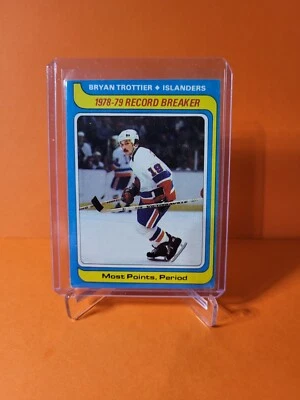 BRYAN TROTTIER ♦ ISLANDERS
1978-79 RECORD BREAKER
19
Most Points, Period